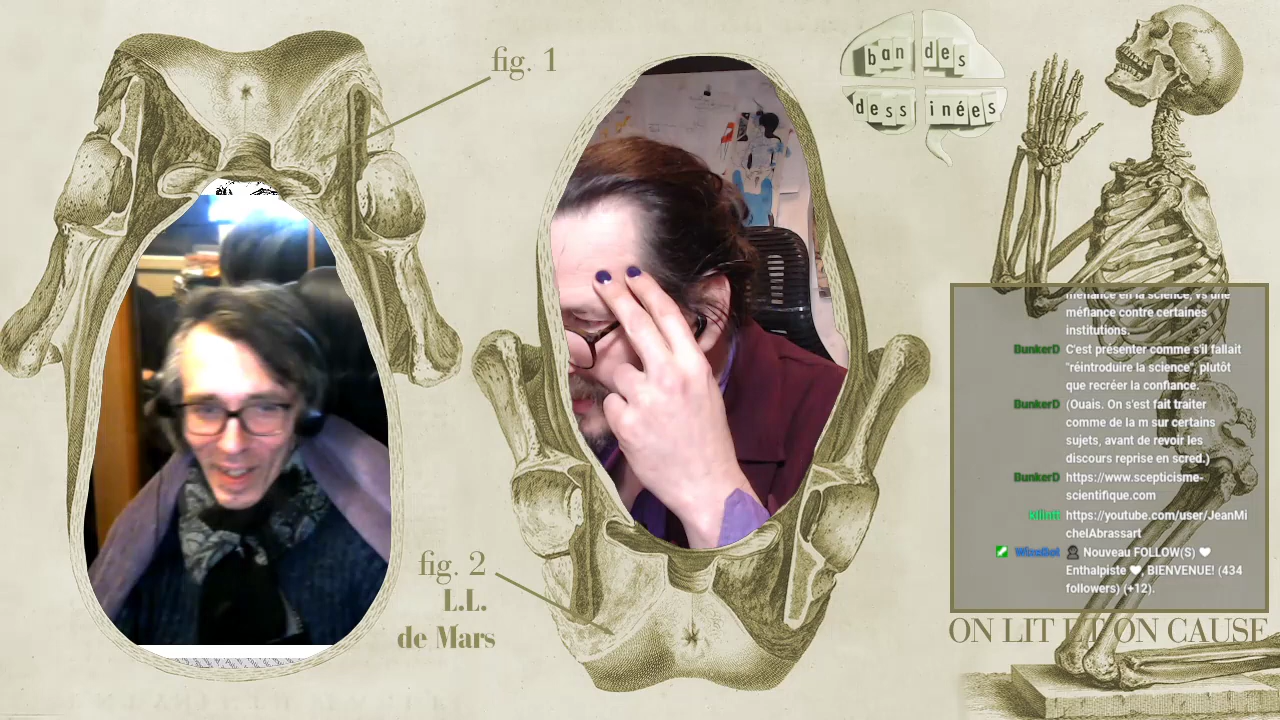 fig. 1
fig. 2
L.L.
de Mars
ban des
dess inées
méfiance en la science, vs une
méfiance contre certaines
institutions.
BunkerD C'est présenter comme s'il fallait
"réintroduire la science", plutôt
que recréer la confiance.
BunkerD (Ouais. On s'est fait traiter
comme de la m sur certains
sujets, avant de revoir les
discours reprise en scred.)
BunkerD https://www.scepticisme-
scientifique.com
https://youtube.com/user/JeanMi
chelAbrassart
WizeBot Nouveau FOLLOW(S)
Enthalpiste , BIENVENUE! (434
followers) (+12).
ON LIT ET ON CAUSE